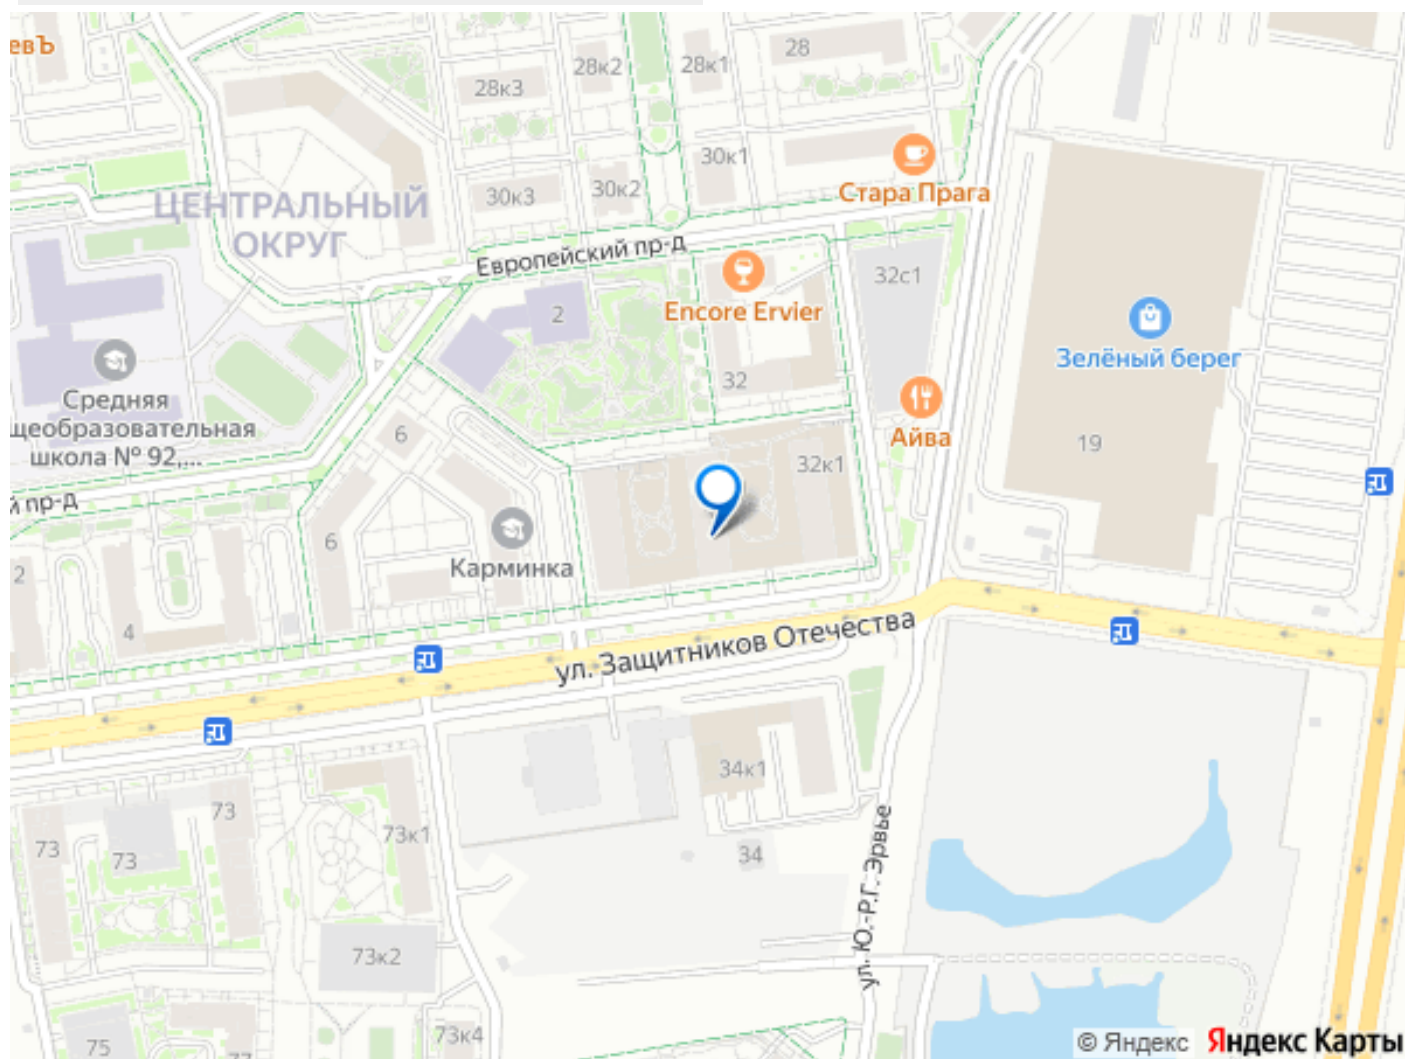 евЪ
28
28к2
28к1
28к3
30к1
Стара Прага
30к3
30к2
ЦЕНТРАЛЬНЫЙ
ОКРУГ
Европейский пр-д
32с1
Encore Ervier
2
Зелёный берег
32
Средняя
щеобразовательная
школа № 92,...
6
Айва
19
32к1
й пр-д
6
Карминка
2
4
ул. Защитников Отечества
34к1
73
73к1
73
73
34
ул. Ю.-Р.Г. Эрвье
73к2
73к4
75
77
© Яндекс Яндекс Карты